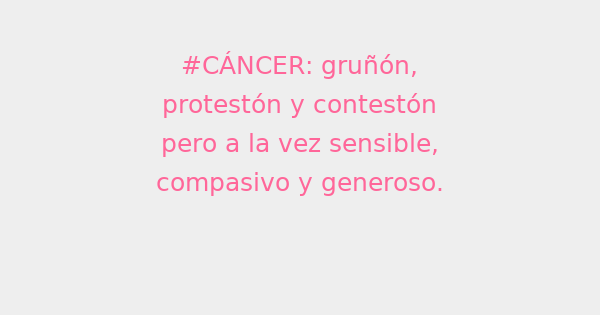 #CÁNCER: gruñón,
protestón y contestón
pero a la vez sensible,
compasivo y generoso.